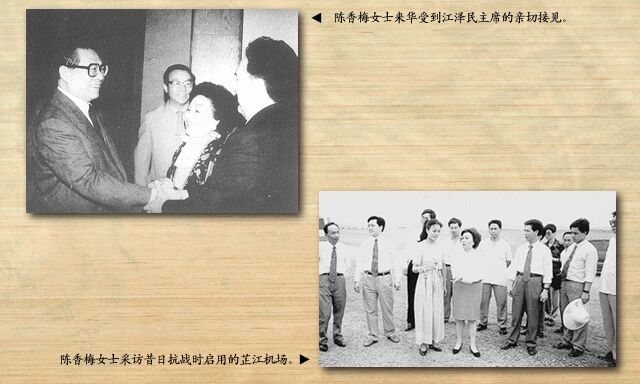 陈香梅女士来华受到江泽民主席的亲切接见。
陈香梅女士采访昔日抗战时启用的芷江机场。